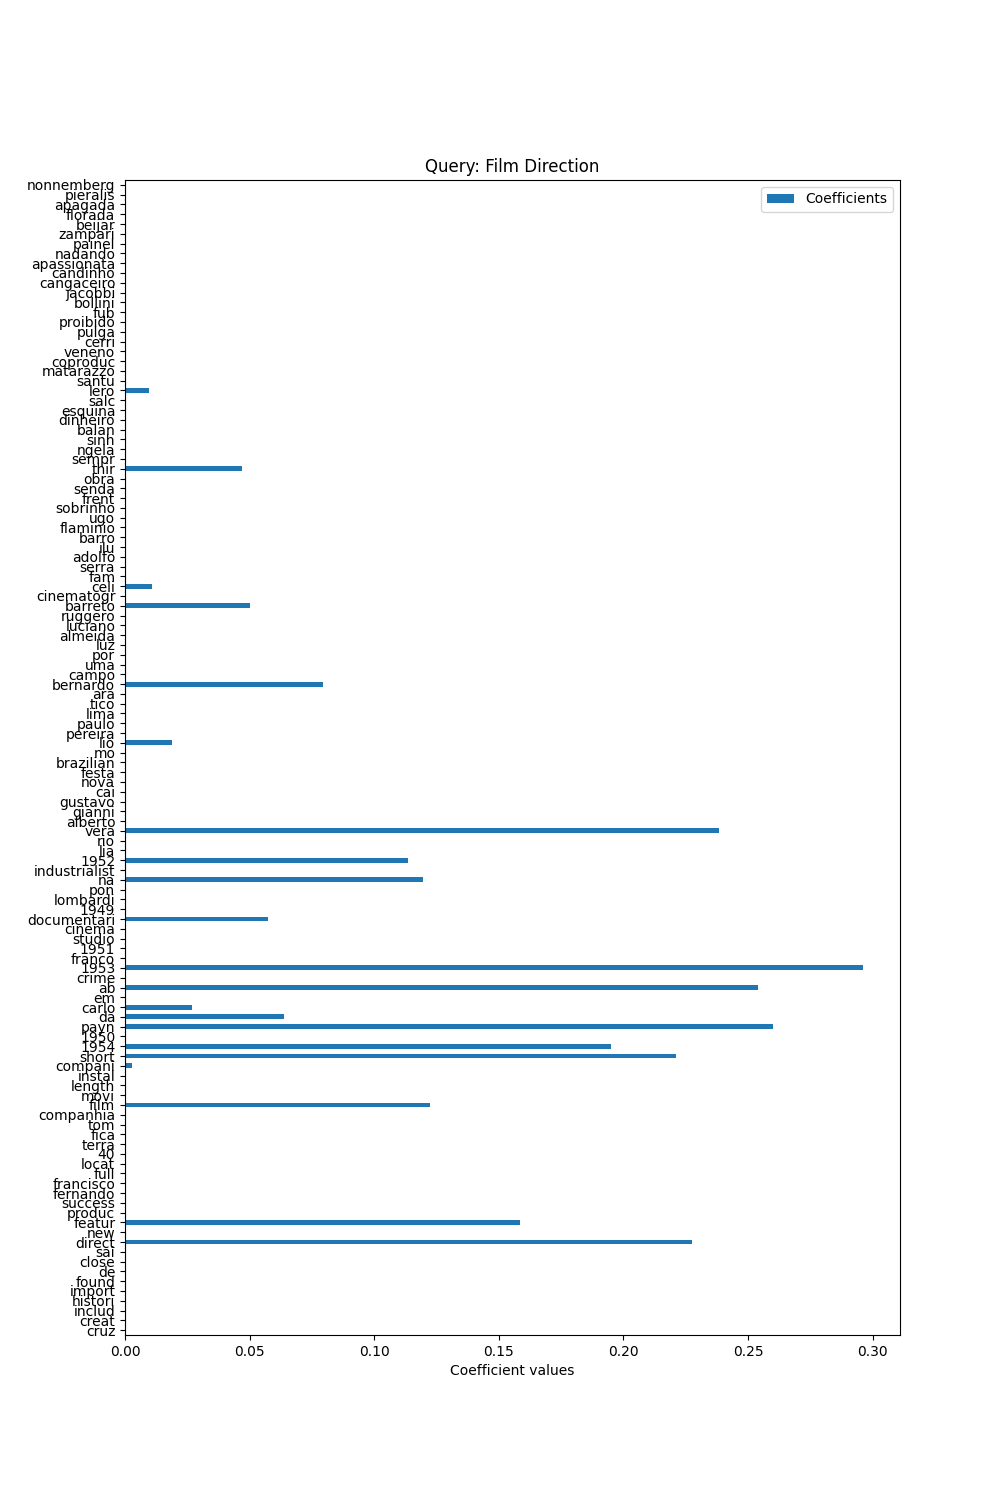 Query: Film Direction
Coefficients
nonnemberg
pieralis
apagada
florada
beijar
zampari
painel
nadando
apassionata
candinho
cangaceiro
jacobbi
bollini
fub
proibido
pulga
cerri
veneno
coproduc
matarazzo
santu
lero
salc
esquina
dinheiro
balan
sinh
ngela
sempr
thir
obra
senda
frent
sobrinho
ugo
flaminio
barro
ilu
adolfo
serra
fam
celi
cinematogr
barreto
ruggero
luciano
almeida
luz
por
uma
campo
bernardo
ara
tico
lima
paulo
pereira
lio
mo
brazilian
festa
nova
cai
gustavo
gianni
alberto
vera
rio
lia
1952
industrialist
na
pon
lombardi
1949
documentari
cinema
studio
1951
franco
1953
crime
ab
em
carlo
da
payn
1950
1954
short
compani
instal
length
movi
film
companhia
tom
fica
terra
40
locat
full
francisco
fernando
success
produc
featur
new
direct
sai
close
de
found
import
histori
includ
creat
cruz
0.00 0.05 0.10 0.15 0.20 0.25 0.30
Coefficient values